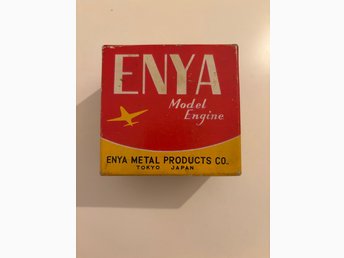 ENYA
Model
Engine
ENYA METAL PRODUCTS CO.
TOKYO JAPAN